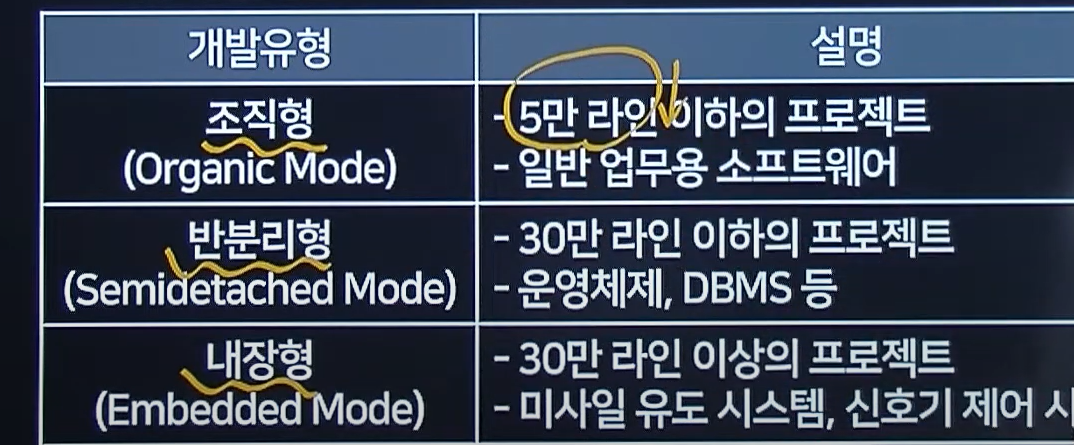 개발유형
설명
조직형
(Organic Mode)
- 5만 라인 이하의 프로젝트
- 일반 업무용 소프트웨어
반분리형
(Semidetached Mode)
- 30만 라인 이하의 프로젝트
- 운영체제, DBMS 등
내장형
(Embedded Mode)
- 30만 라인 이상의 프로젝트
- 미사일 유도 시스템, 신호기 제어